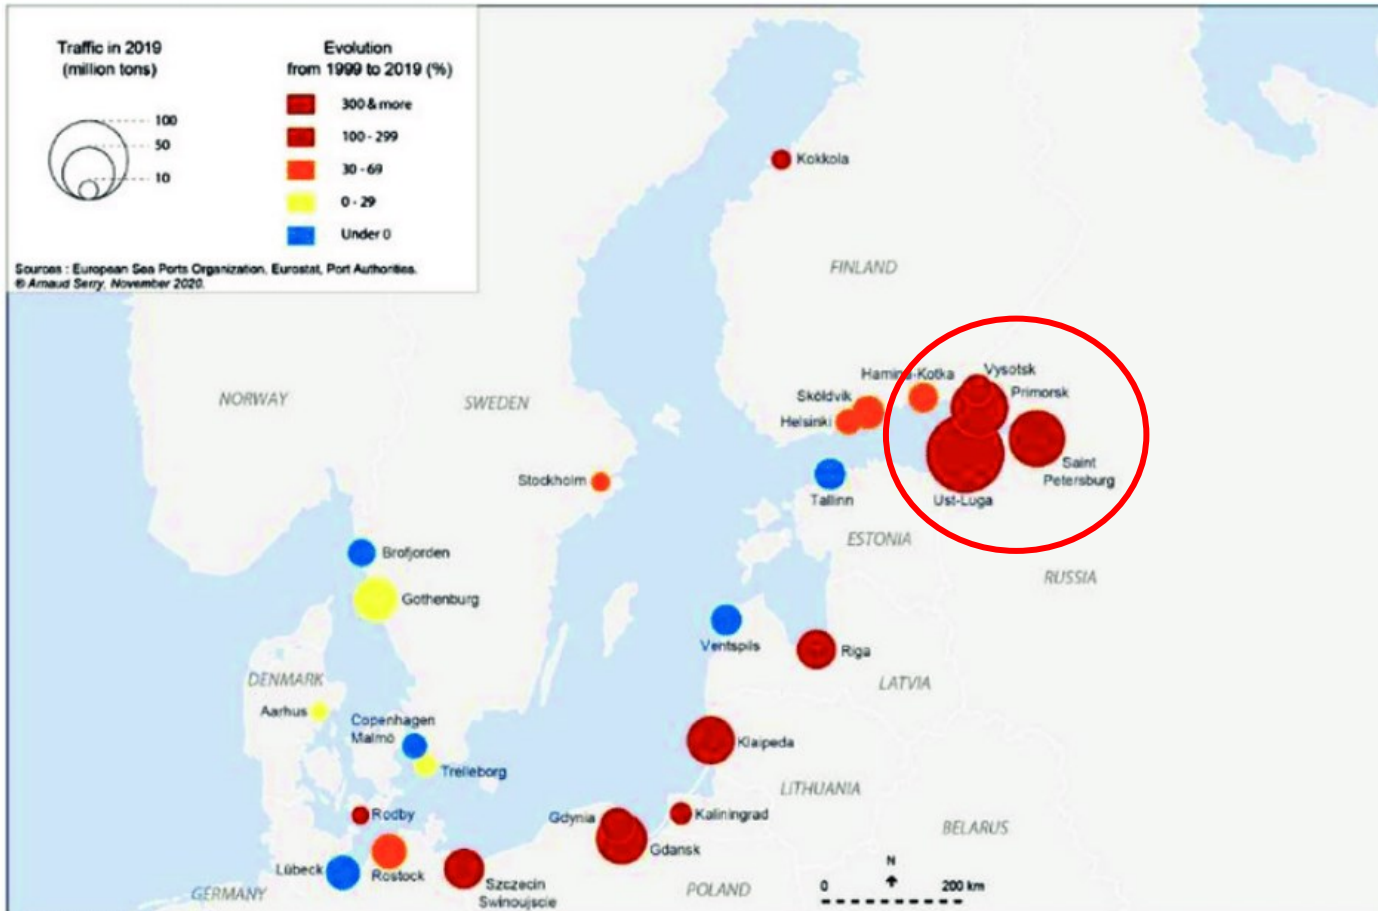 Traffic in 2019
(million tons)
100
50
10
Evolution
from 1999 to 2019 (%)
300 & more
100 - 299
30 - 69
0 - 29
Under 0
Sources : European Sea Ports Organization, Eurostat, Port Authorities.
© Arnaud Serry, November 2020.
Kokkola
FINLAND
NORWAY
SWEDEN
Hamina-Kotka
Vysotsk
Sköldvik
Primorsk
Helsinki
Saint
Petersburg
Stockholm
Tallinn
Ust-Luga
ESTONIA
RUSSIA
Brofjorden
Gothenburg
Ventspils
Riga
LATVIA
DENMARK
Aarhus
Copenhagen
Malmö
Trelleborg
Klaipeda
LITHUANIA
Rodby
Gdynia
Kaliningrad
BELARUS
Gdansk
Lübeck
Rostock
Szczecin
Swinoujscie
GERMANY
POLAND
N
0 200 km